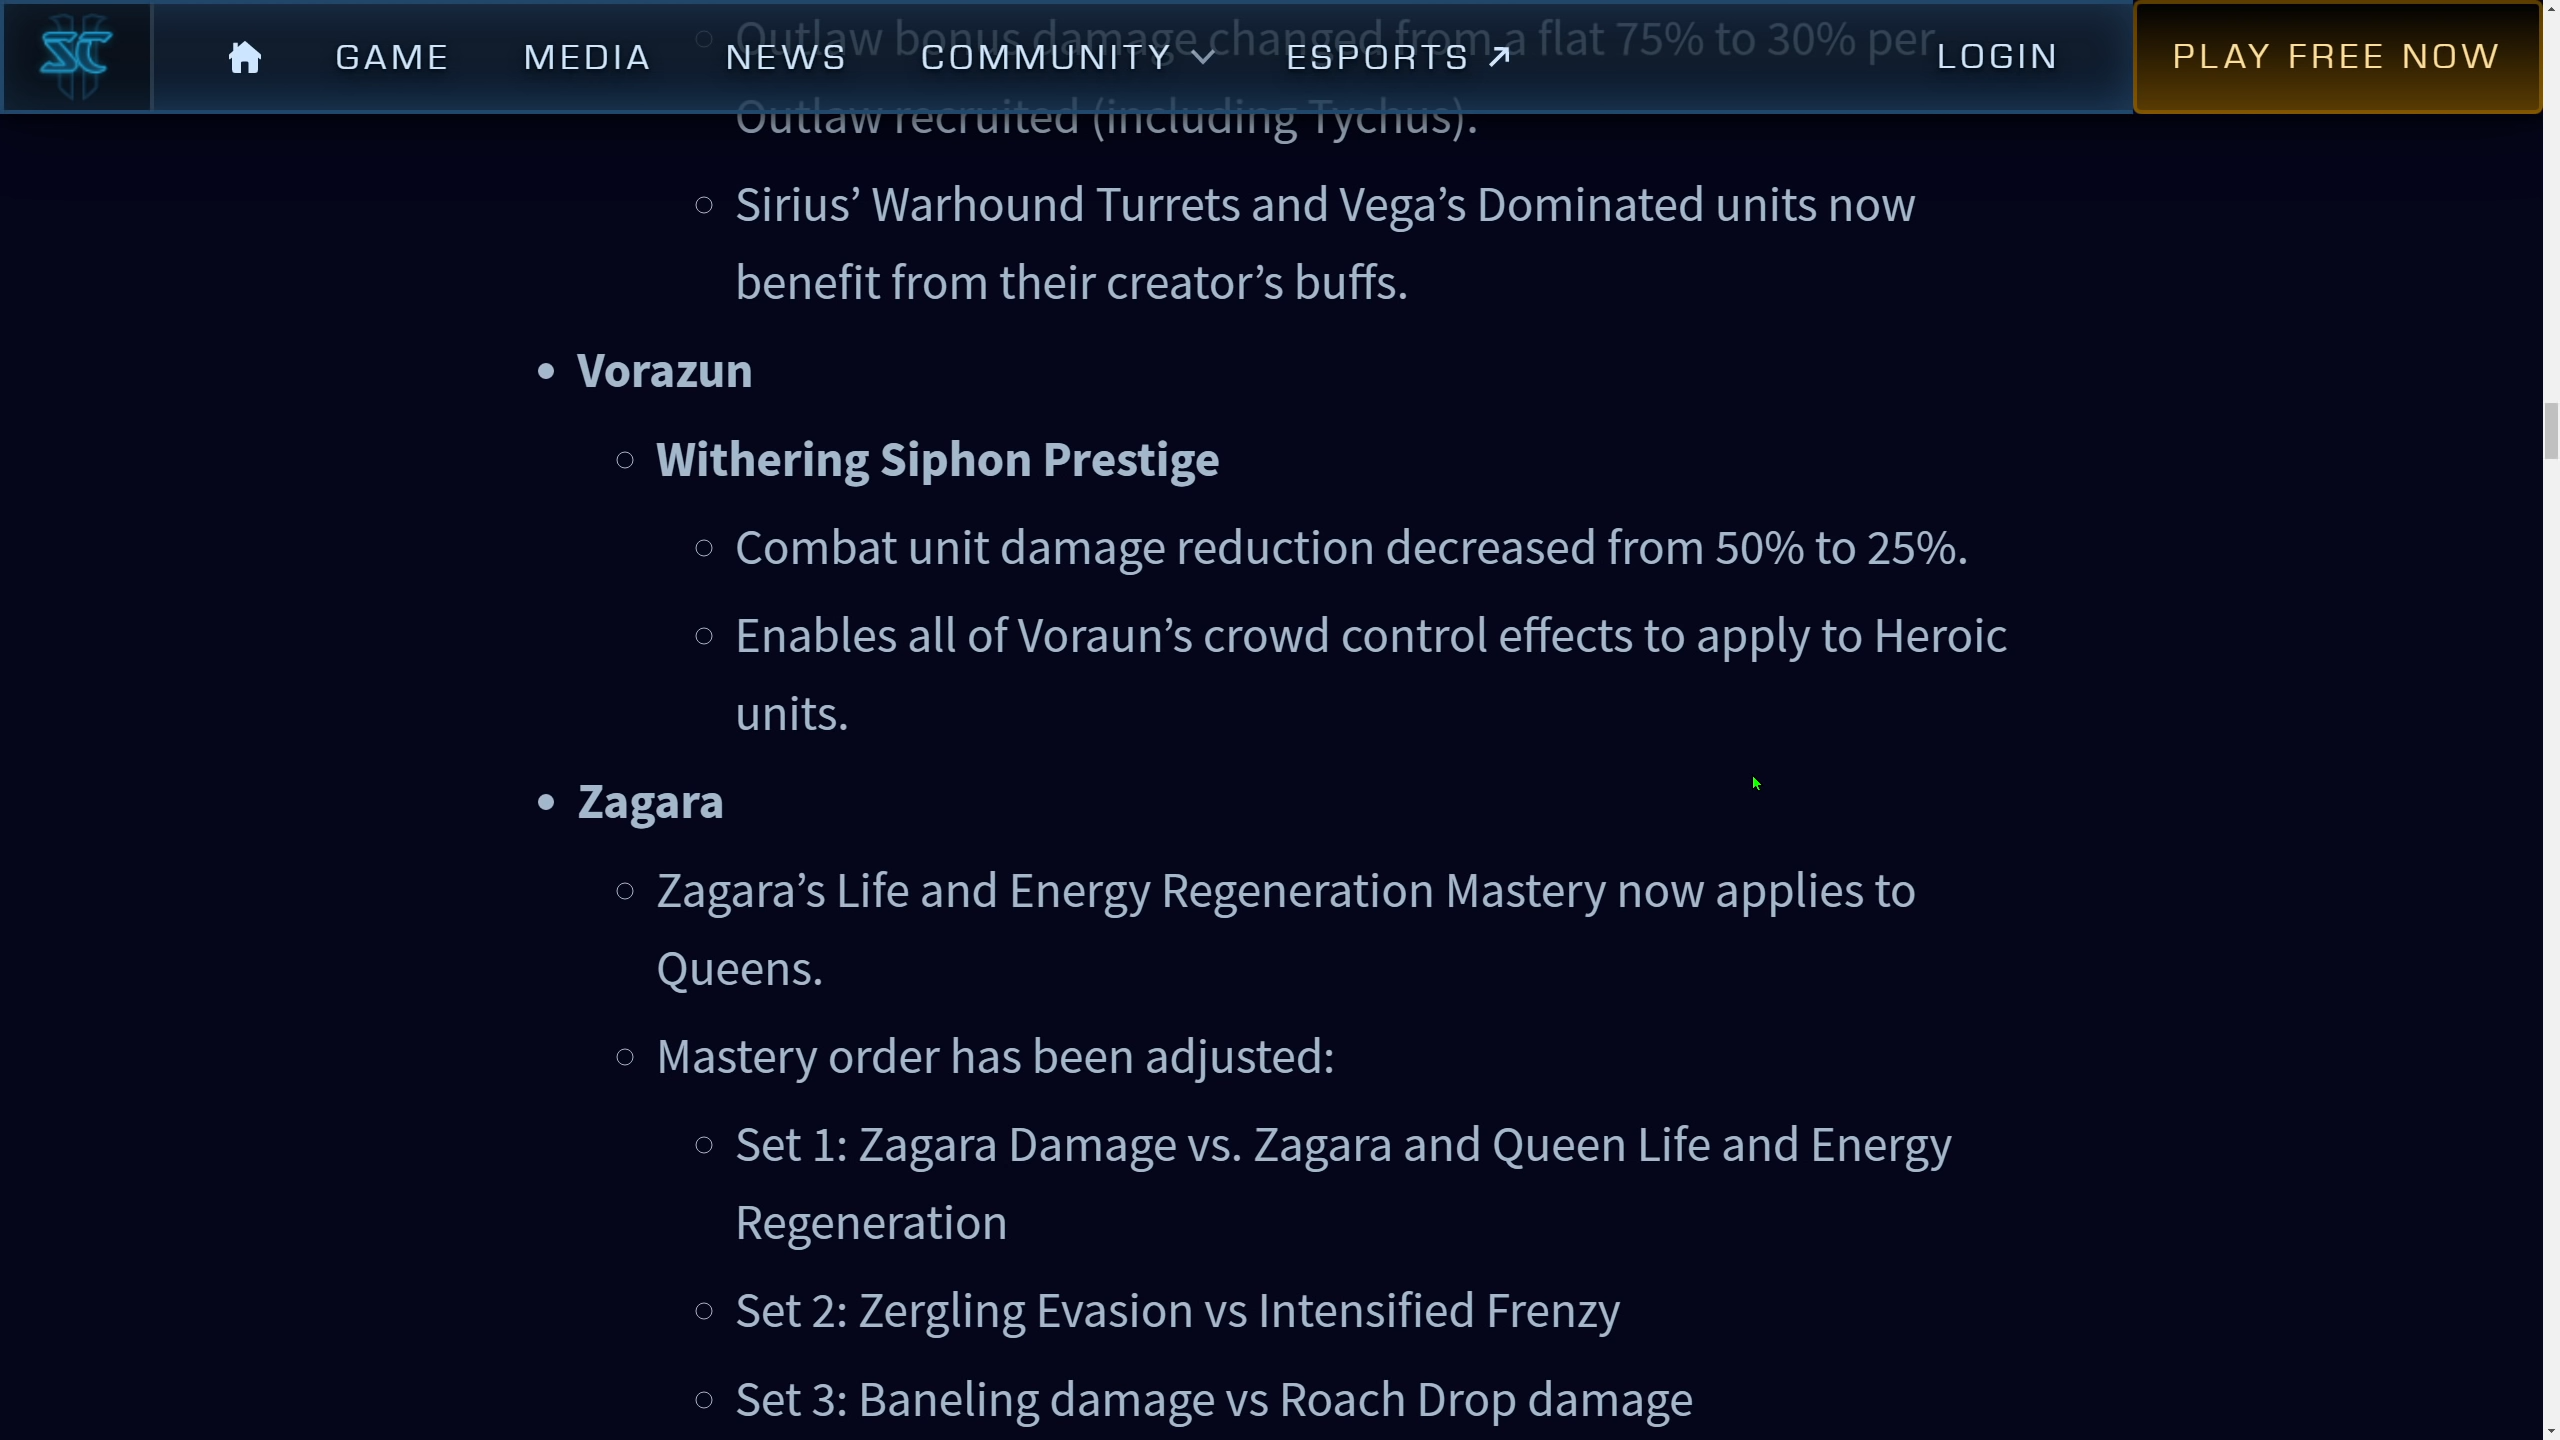 SC GAME MEDIA NEWS COMMUNITY ESPORTS LOGIN PLAY FREE NOW
Outlaw bonus damage changed from a flat 75% to 30% per
Outlaw recruited (including Tychus).
Sirius’ Warhound Turrets and Vega’s Dominated units now
benefit from their creator’s buffs.
Vorazun
Withering Siphon Prestige
Combat unit damage reduction decreased from 50% to 25%.
Enables all of Voraun’s crowd control effects to apply to Heroic
units.
Zagara
Zagara’s Life and Energy Regeneration Mastery now applies to
Queens.
Mastery order has been adjusted:
Set 1: Zagara Damage vs. Zagara and Queen Life and Energy
Regeneration
Set 2: Zergling Evasion vs Intensified Frenzy
Set 3: Baneling damage vs Roach Drop damage